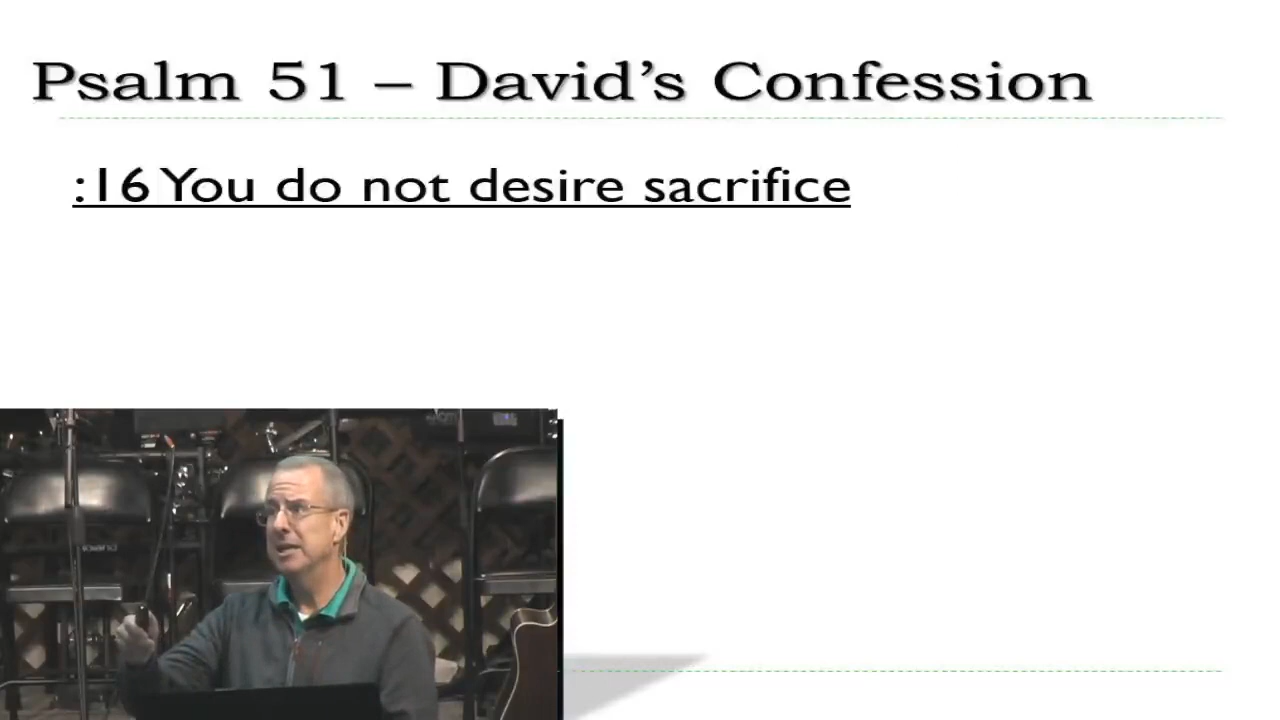 Psalm 51 – David’s Confession
:16 You do not desire sacrifice